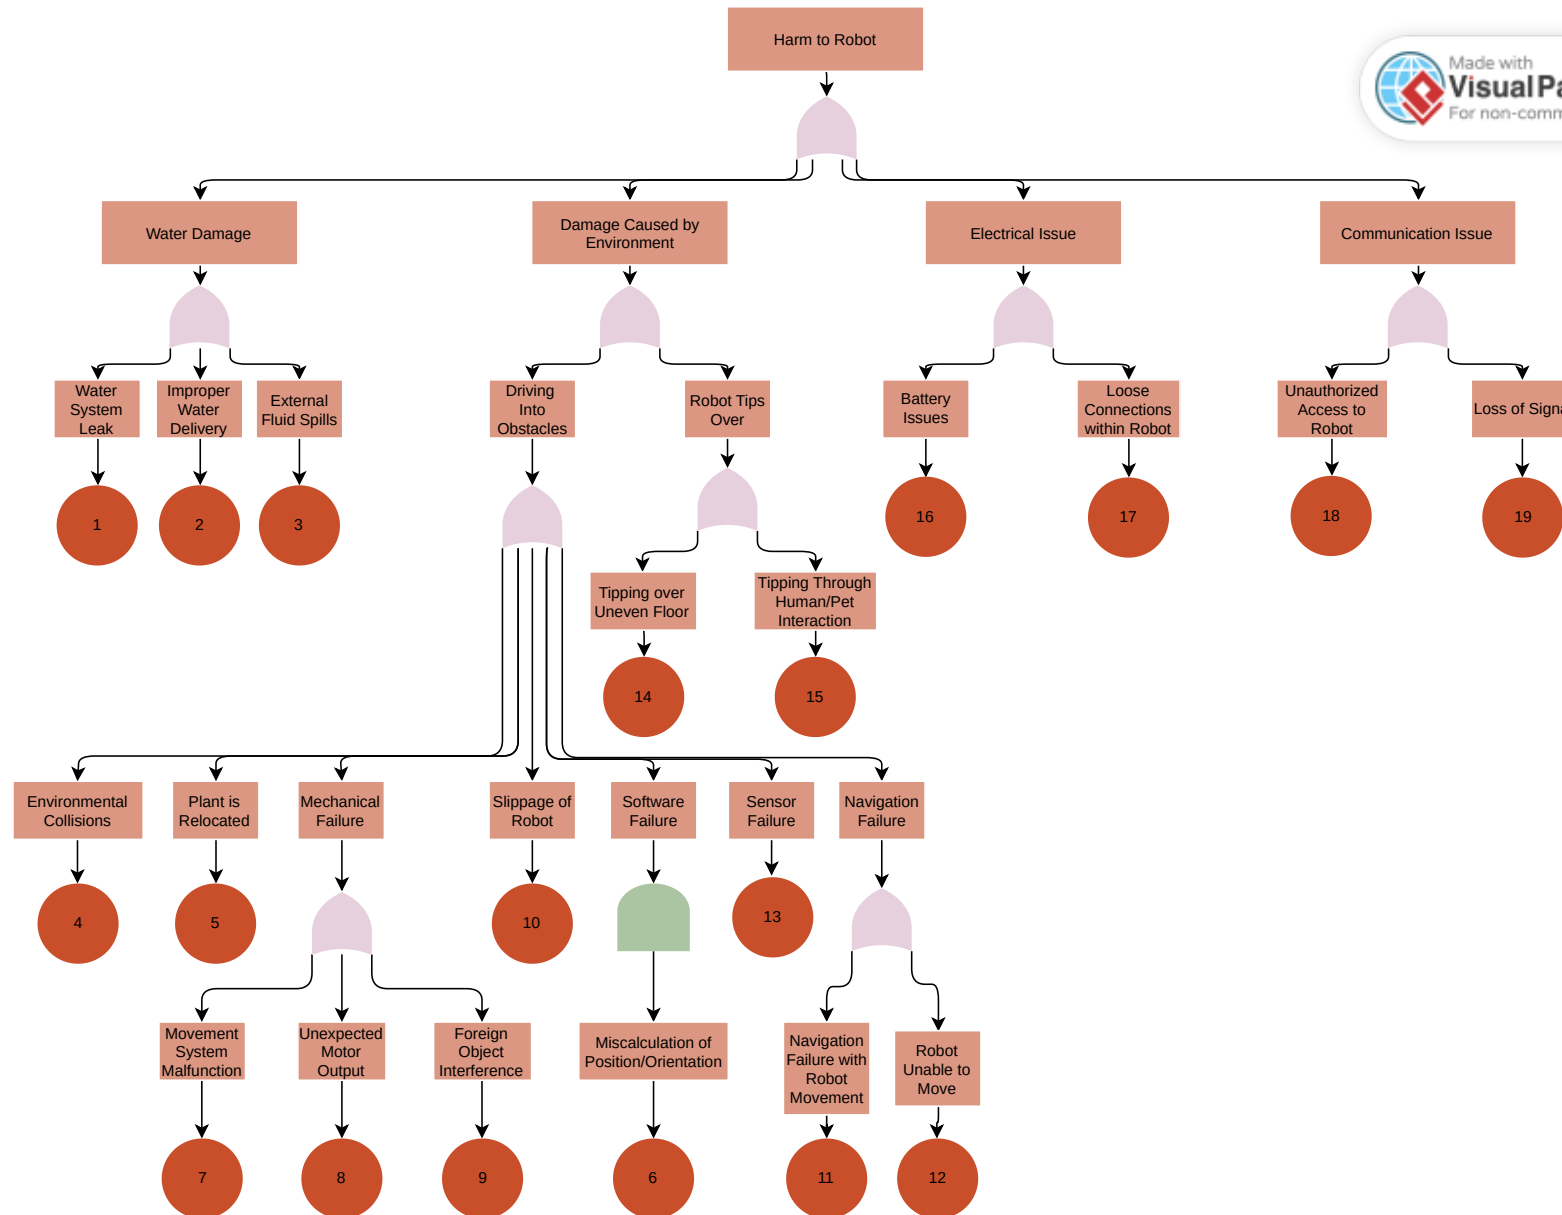 Harm to Robot
Made with
Visual Pa
For non-comm
Water Damage
Damage Caused by
Environment
Electrical Issue
Communication Issue
Water
System
Leak
Improper
Water
Delivery
External
Fluid Spills
Driving
Into
Obstacles
Robot Tips
Over
Battery
Issues
Loose
Connections
within Robot
Unauthorized
Access to
Robot
Loss of Signa
1
2
3
16
17
18
19
Tipping over
Uneven Floor
Tipping Through
Human/Pet
Interaction
14
15
Environmental
Collisions
Plant is
Relocated
Mechanical
Failure
Slippage of
Robot
Software
Failure
Sensor
Failure
Navigation
Failure
4
5
10
13
Movement
System
Malfunction
Unexpected
Motor
Output
Foreign
Object
Interference
Miscalculation of
Position/Orientation
Navigation
Failure with
Robot
Movement
Robot
Unable to
Move
7
8
9
6
11
12